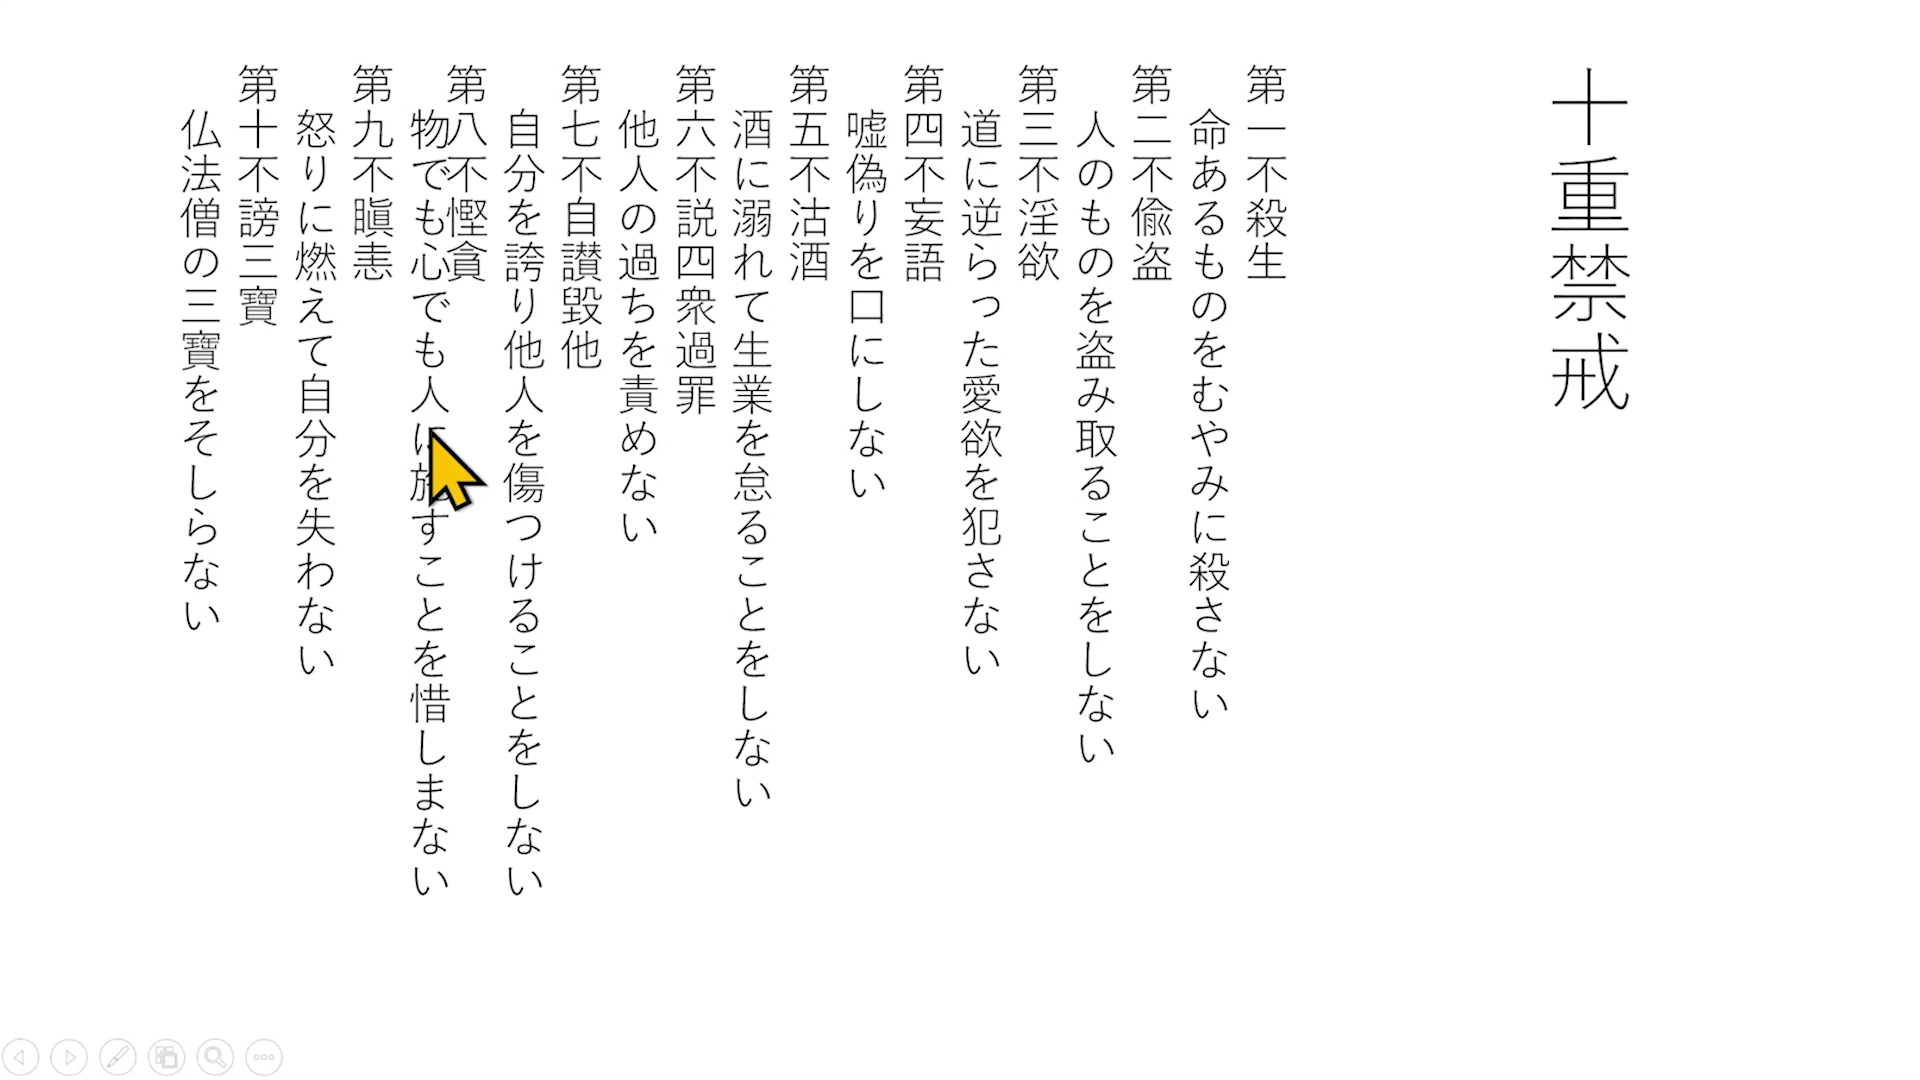 十重禁戒
第一不殺生
命あるものをむやみに殺さない
第二不偸盗
人のものを盗み取ることをしない
第三不淫欲
道に逆らった愛欲を犯さない
第四不妄語
嘘偽りを口にしない
第五不沽酒
酒に溺れて生業を怠ることをしない
第六不説四衆過罪
他人の過ちを責めない
第七不自讃毀他
自分を誇り他人を傷つけることをしない
第八不慳貪
物でも心でも人に施すことを惜しまない
第九不瞋恚
怒りに燃えて自分を失わない
第十不謗三寶
仏法僧の三寶をそしらない